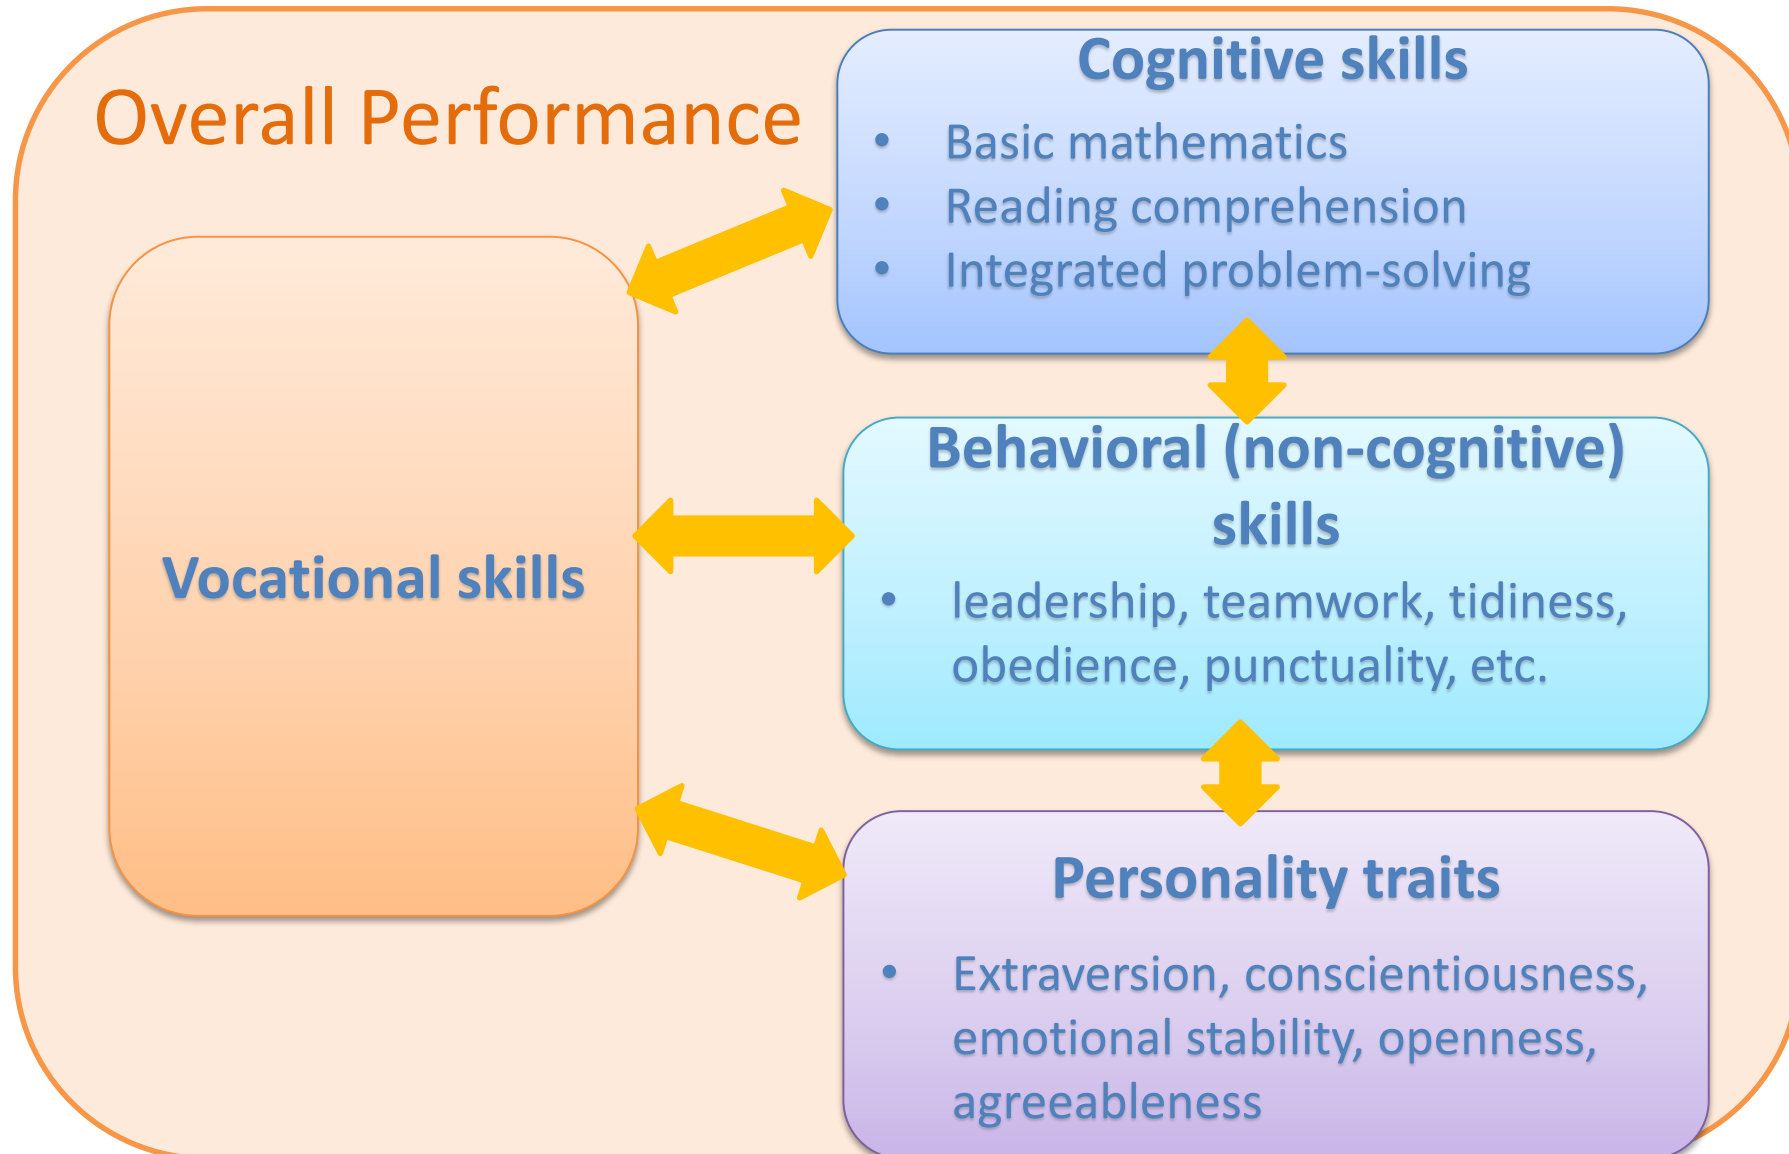 Overall Performance
Vocational skills
Cognitive skills
• Basic mathematics
• Reading comprehension
• Integrated problem-solving
Behavioral (non-cognitive)
skills
• leadership, teamwork, tidiness,
obedience, punctuality, etc.
Personality traits
• Extraversion, conscientiousness,
emotional stability, openness,
agreeableness